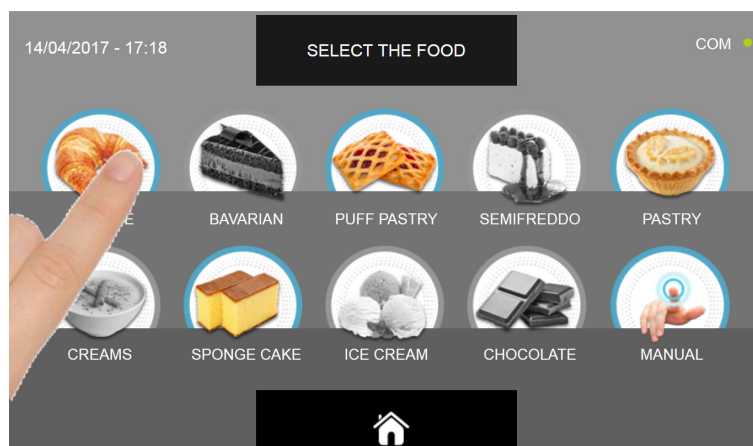 14/04/2017 - 17:18
SELECT THE FOOD
COM
BAVARIAN
PUFF PASTRY
SEMIFREDDO
PASTRY
CREAMS
SPONGE CAKE
ICE CREAM
CHOCOLATE
MANUAL